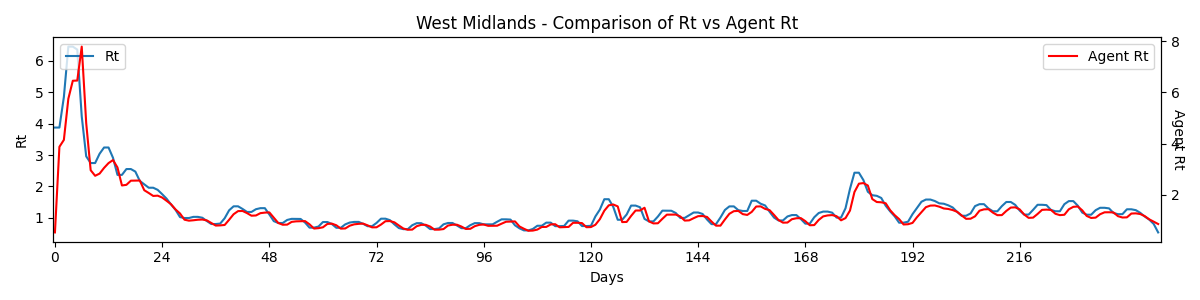 West Midlands - Comparison of Rt vs Agent Rt
Rt
Agent Rt
6
5
4
3
2
1
Rt
8
6
4
2
Agent Rt
0 24 48 72 96 120 144 168 192 216
Days